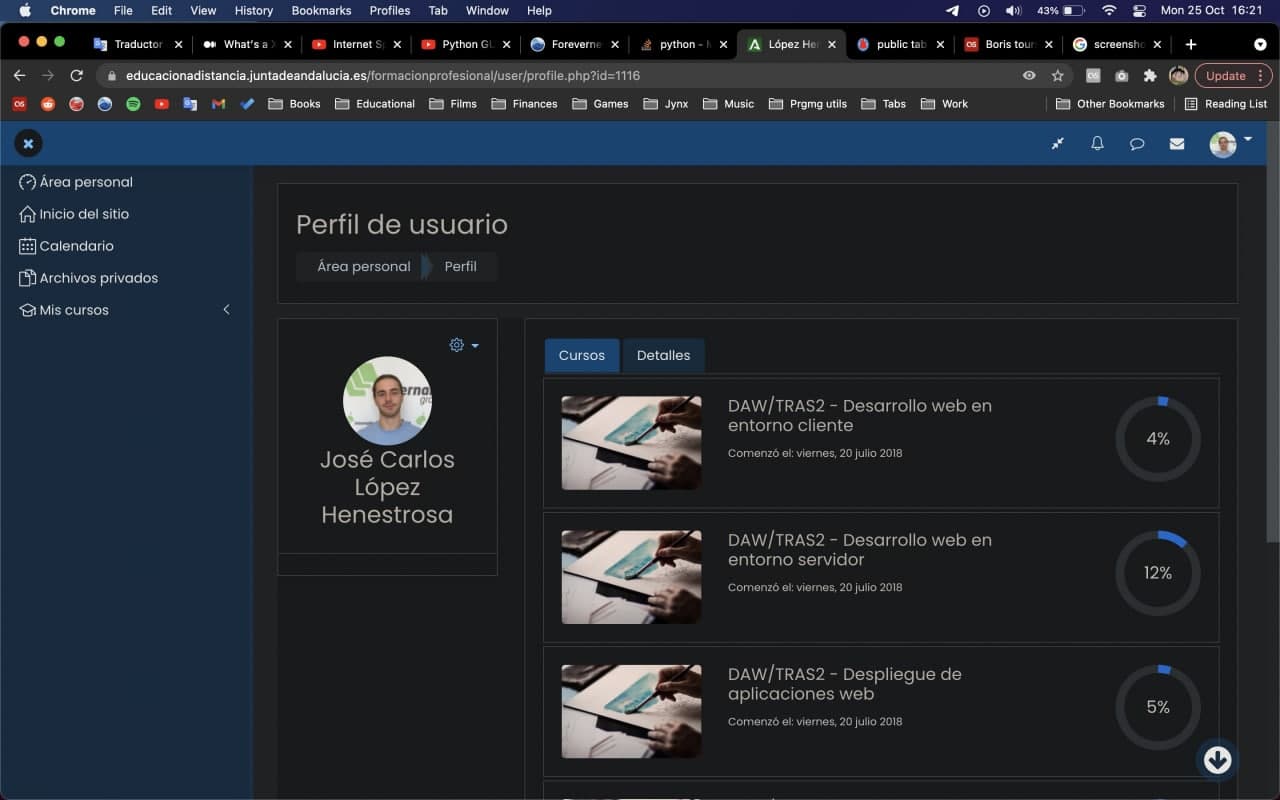 Chrome File Edit View History Bookmarks Profiles Tab Window Help 43% Mon 25 Oct 16:21
Traductor What's a Internet Sp Python GU Foreverne python - López Her public tab Boris tour screensho
educacionadistancia.juntadeandalucia.es/formacionprofesional/user/profile.php?id=1116 Update
Books Educational Films Finances Games Jynx Music Prgmg utils Tabs Work Other Bookmarks Reading List
Área personal
Inicio del sitio
Calendario
Archivos privados
Mis cursos
Perfil de usuario
Área personal Perfil
José Carlos
López
Henestrosa
Cursos Detalles
DAW/TRAS2 - Desarrollo web en
entorno cliente
Comenzó el: viernes, 20 julio 2018
4%
DAW/TRAS2 - Desarrollo web en
entorno servidor
Comenzó el: viernes, 20 julio 2018
12%
DAW/TRAS2 - Despliegue de
aplicaciones web
Comenzó el: viernes, 20 julio 2018
5%